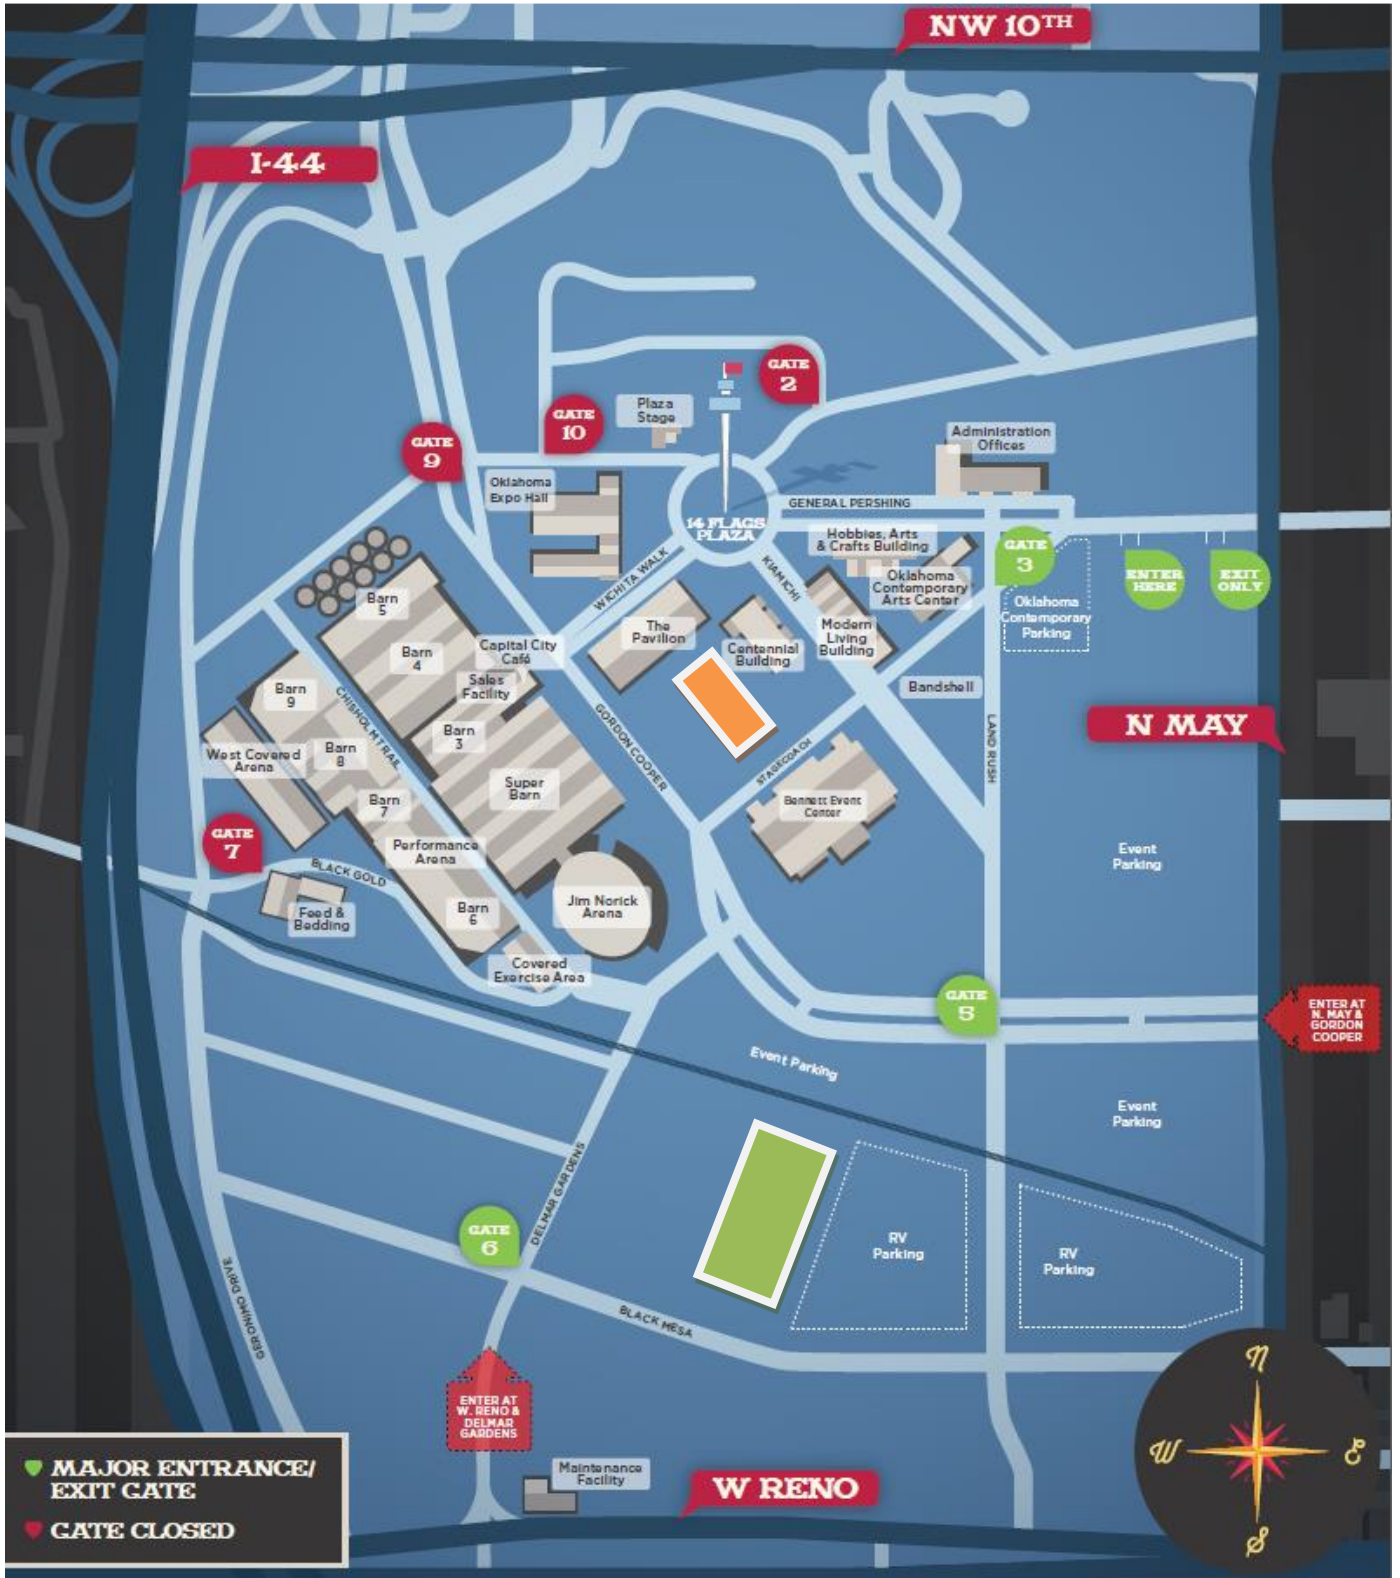 NW 10TH
I-44
GATE
2
Plaza
Stage
GATE
10
GATE
9
Administration
Offices
Oklahoma
Expo Hall
GENERAL PERSHING
14 FLAGS
PLAZA
Hobbies, Arts
& Crafts Building
GATE
3
WICHITA WALK
KIAMICHI
Oklahoma
Contemporary
Arts Center
ENTER
HERE
EXIT
ONLY
Oklahoma
Contemporary
Parking
Barn
5
The
Pavilion
Modern
Living
Building
Centennial
Building
Barn
4
Capital City
Café
Sales
Facility
Bandshell
Barn
9
CHISHOLM TRAIL
GORDON COOPER
LAND RUSH
N MAY
Barn
3
West Covered
Arena
Barn
8
STAGECOACH
Super
Barn
Barn
7
Bennett Event
Center
GATE
7
Performance
Arena
Event
Parking
BLACK GOLD
Feed &
Bedding
Barn
6
Jim Norick
Arena
Covered
Exercise Area
GATE
5
ENTER AT
N. MAY &
GORDON
COOPER
Event Parking
Event
Parking
DELMAR GARDENS
GATE
6
RV
Parking
RV
Parking
GERONIMO DRIVE
BLACK MESA
N
ENTER AT
W. RENO &
DELMAR
GARDENS
W
E
MAJOR ENTRANCE/
EXIT GATE
Maintenance
Facility
W RENO
GATE CLOSED
S